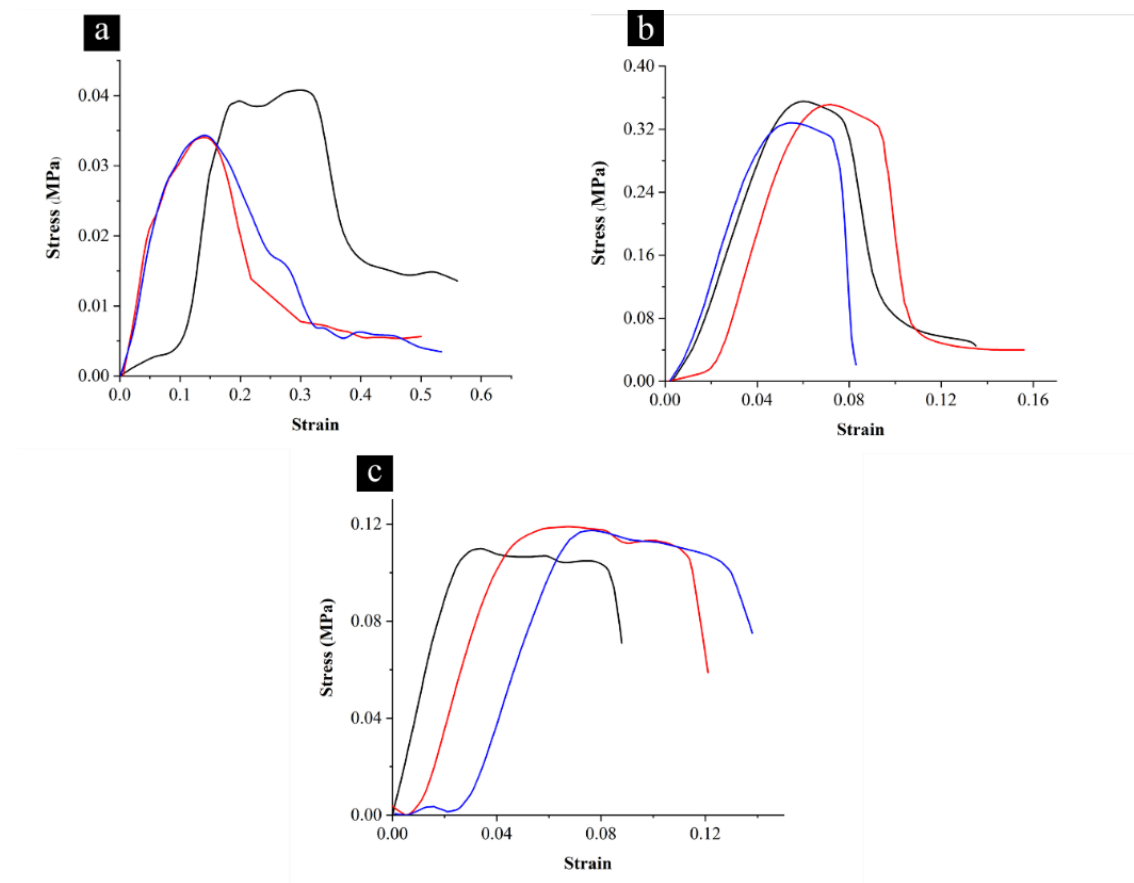 a
0.04
0.03
0.02
0.01
0.00
0.0 0.1 0.2 0.3 0.4 0.5 0.6
Stress (MPa)
Strain
b
0.40
0.32
0.24
0.16
0.08
0.00
0.00 0.04 0.08 0.12 0.16
Stress (MPa)
Strain
c
0.12
0.08
0.04
0.00
0.00 0.04 0.08 0.12
Stress (MPa)
Strain